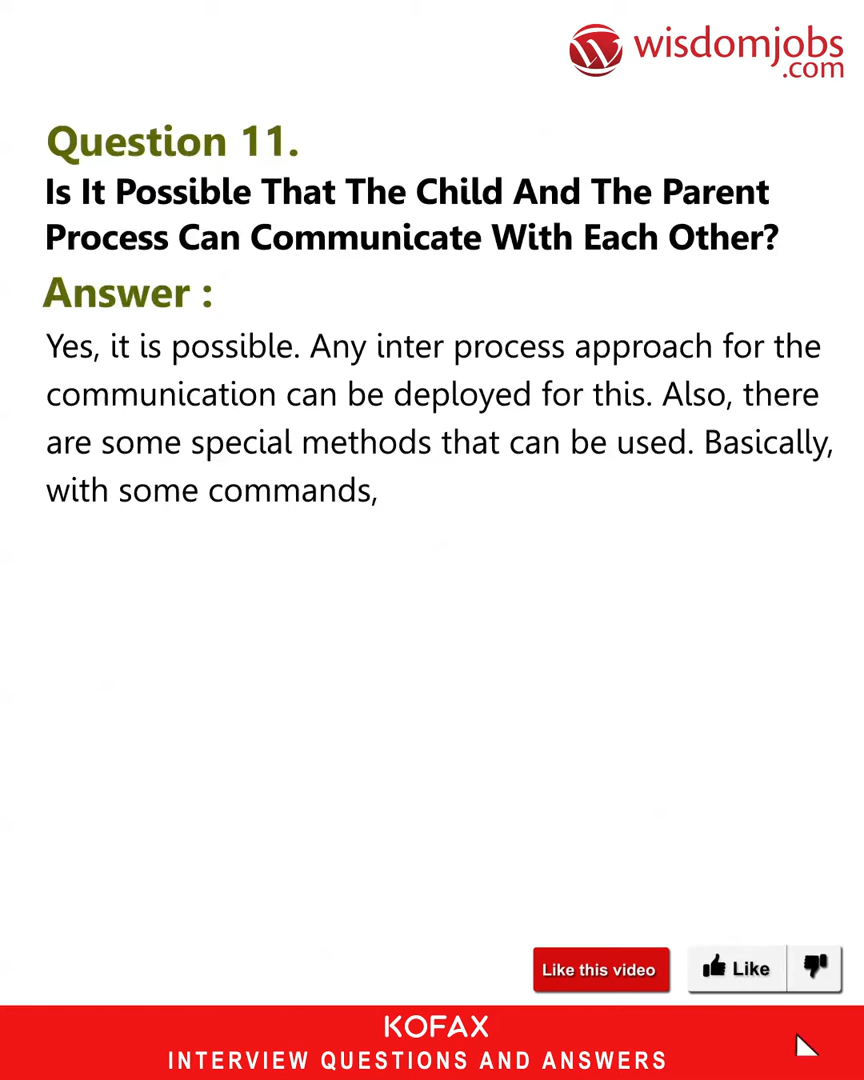 wisdomjobs
.com
Question 11.
Is It Possible That The Child And The Parent
Process Can Communicate With Each Other?
Answer :
Yes, it is possible. Any inter process approach for the
communication can be deployed for this. Also, there
are some special methods that can be used. Basically,
with some commands,
Like this video
Like
KOFAX
INTERVIEW QUESTIONS AND ANSWERS